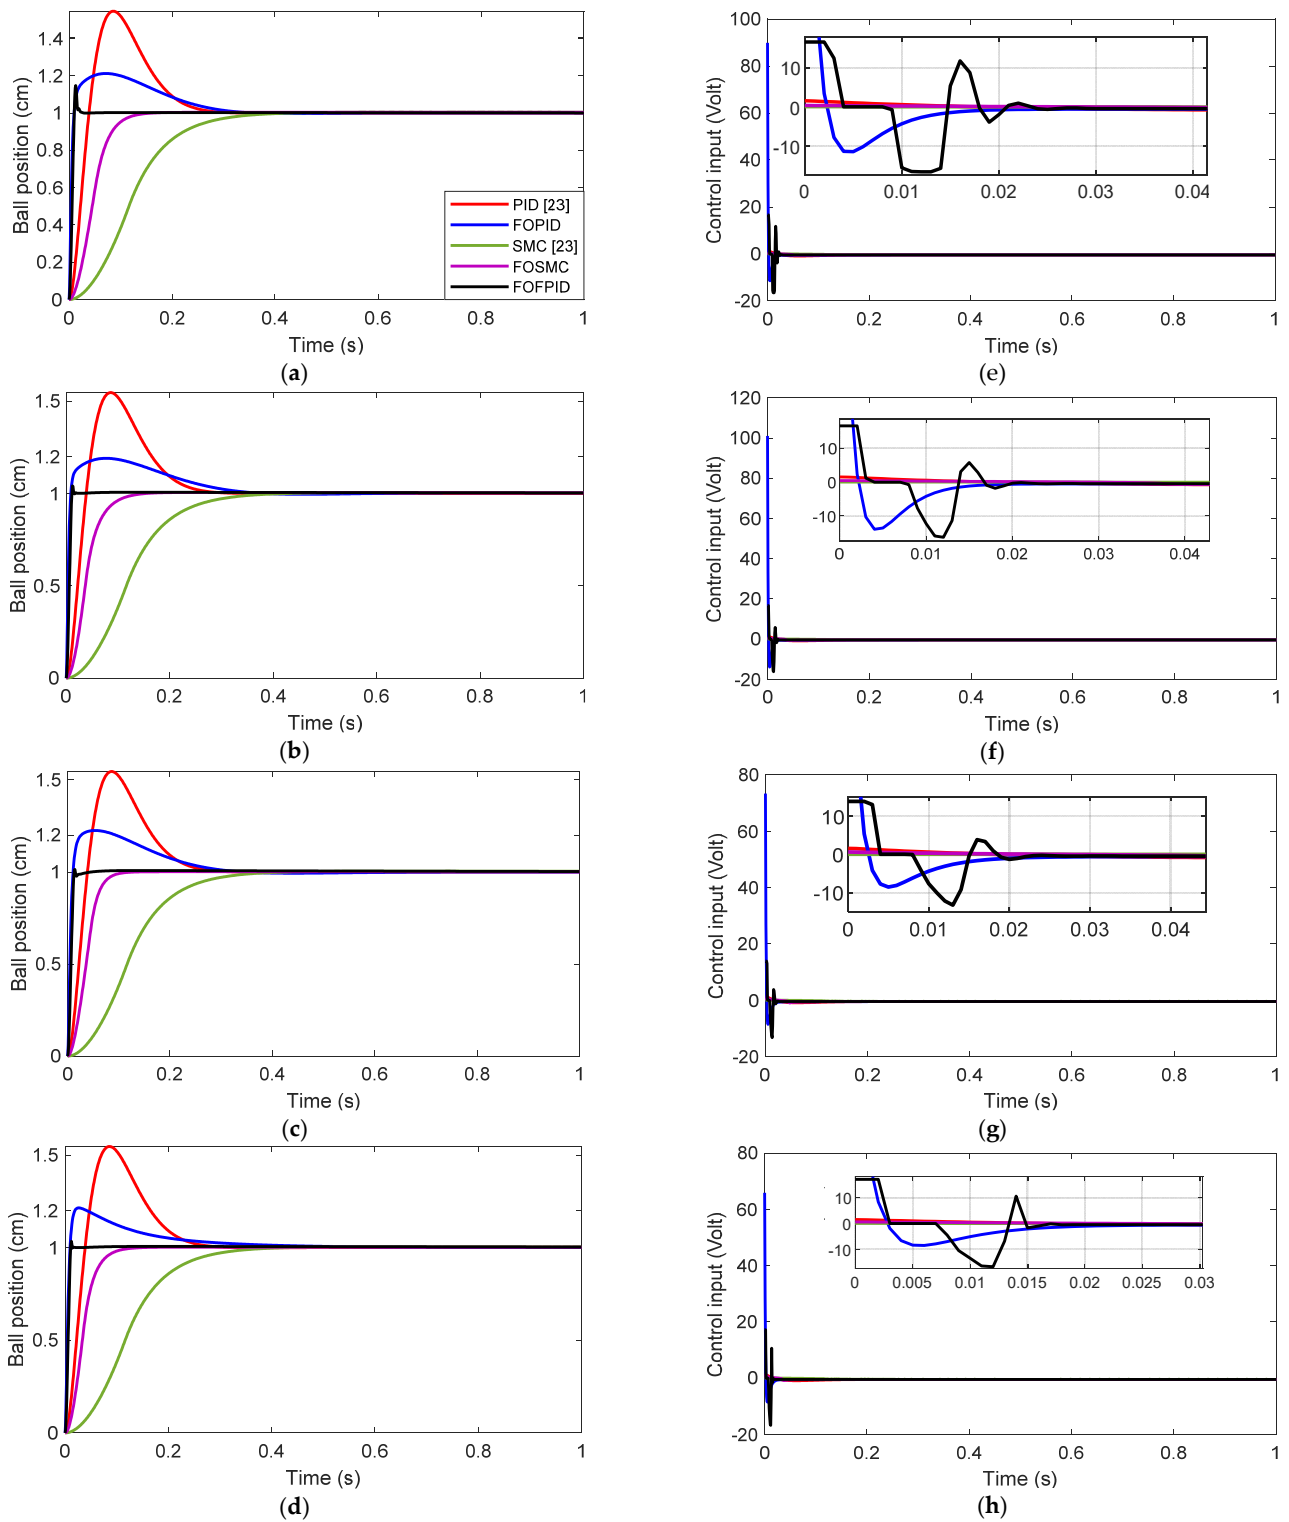 1.4
1.2
1
0.8
0.6
0.4
0.2
0
Ball position (cm)
PID [23]
FOPID
SMC [23]
FOSMC
FOFPID
0 0.2 0.4 0.6 0.8 1
Time (s)
(a)
100
80
60
40
20
0
-20
Control input (Volt)
10
0
-10
0 0.01 0.02 0.03 0.04
0 0.2 0.4 0.6 0.8 1
Time (s)
(e)
1.5
1.2
1
0.5
0
Ball position (cm)
0 0.2 0.4 0.6 0.8 1
Time (s)
(b)
120
100
80
60
40
20
0
-20
Control input (Volt)
10
0
-10
0 0.01 0.02 0.03 0.04
0 0.2 0.4 0.6 0.8 1
Time (s)
(f)
1.5
1.2
1
0.5
0
Ball position (cm)
0 0.2 0.4 0.6 0.8 1
Time (s)
(c)
80
60
40
20
0
-20
Control input (Volt)
10
0
-10
0 0.01 0.02 0.03 0.04
0 0.2 0.4 0.6 0.8 1
Time (s)
(g)
1.5
1.2
1
0.5
0
Ball position (cm)
0 0.2 0.4 0.6 0.8 1
Time (s)
(d)
80
60
40
20
0
-20
Control input (Volt)
10
0
-10
0 0.005 0.01 0.015 0.02 0.025 0.03
0 0.2 0.4 0.6 0.8 1
Time (s)
(h)